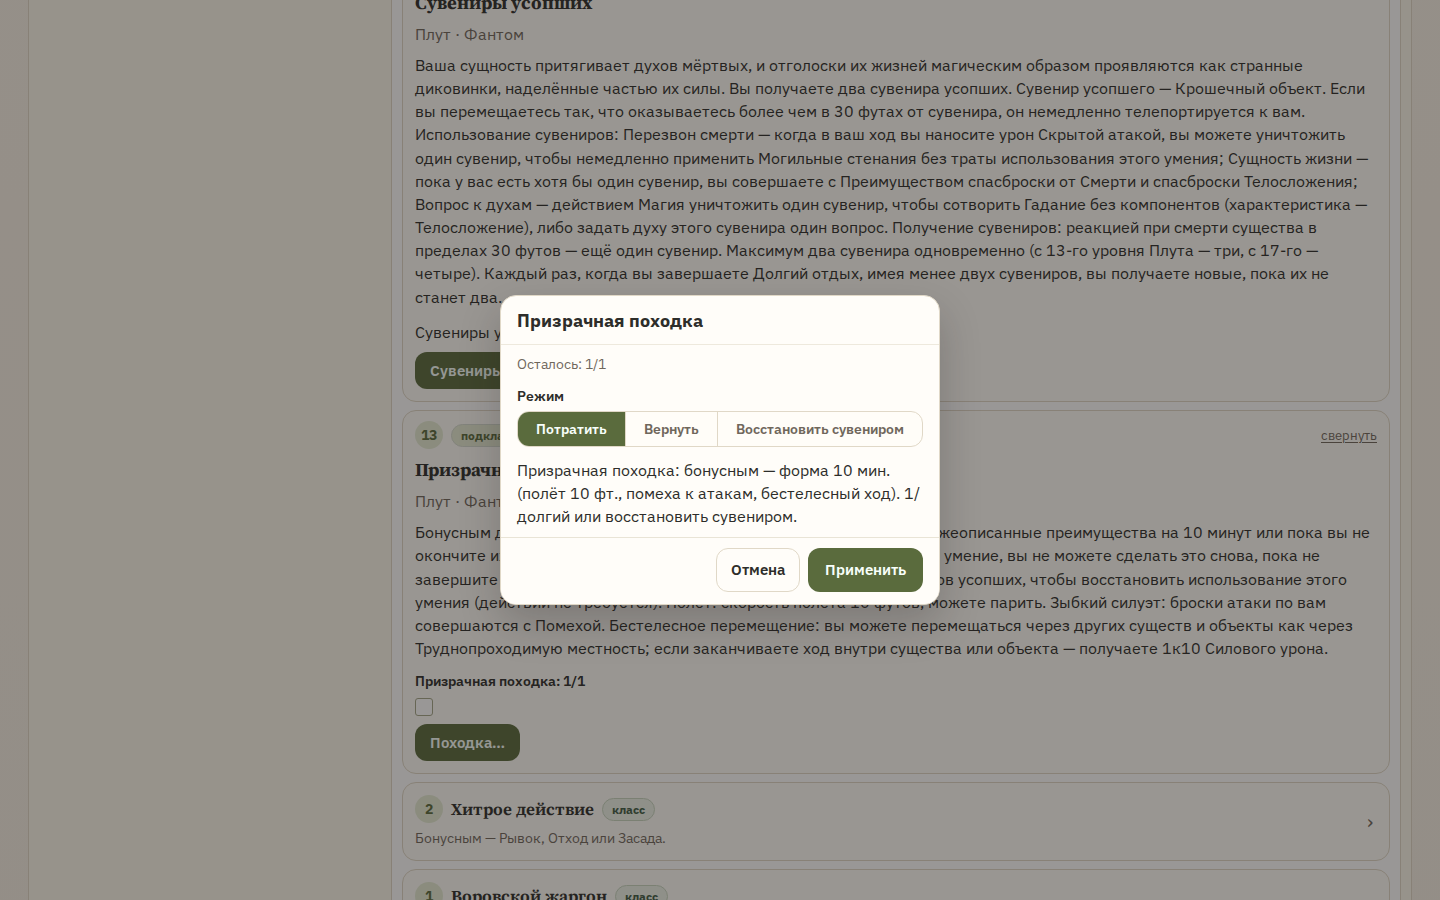 Сувениры усопших
Плут · Фантом
Ваша сущность притягивает духов мёртвых, и отголоски их жизней магическим образом проявляются как странные
диковинки, наделённые частью их силы. Вы получаете два сувенира усопших. Сувенир усопшего — Крошечный объект. Если
вы перемещаетесь так, что оказываетесь более чем в 30 футах от сувенира, он немедленно телепортируется к вам.
Использование сувениров: Перезвон смерти — когда в ваш ход вы наносите урон Скрытой атакой, вы можете уничтожить
один сувенир, чтобы немедленно применить Могильные стенания без траты использования этого умения; Сущность жизни —
пока у вас есть хотя бы один сувенир, вы совершаете с Преимуществом спасброски от Смерти и спасброски Телосложения;
Вопрос к духам — действием Магия уничтожить один сувенир, чтобы сотворить Гадание без компонентов (характеристика —
Телосложение), либо задать духу этого сувенира один вопрос. Получение сувениров: реакцией при смерти существа в
пределах 30 футов — ещё один сувенир. Максимум два сувенира одновременно (с 13-го уровня Плута — три, с 17-го —
четыре). Каждый раз, когда вы завершаете Долгий отдых, имея менее двух сувениров, вы получаете новые, пока их не
станет два.
Сувениры
Сувениры
Призрачная походка
Осталось: 1/1
Режим
Потратить
Вернуть
Восстановить сувениром
Призрачная походка: бонусным — форма 10 мин.
(полёт 10 фт., помеха к атакам, бестелесный ход). 1/
долгий или восстановить сувениром.
Отмена
Применить
13
свернуть
Плут ·
Бонусным жеописанные преимущества на 10 минут или пока вы не
окончите умение, вы не можете сделать это снова, пока не
завершите усопших, чтобы восстановить использование этого
умения можете парить. Зыбкий силуэт: броски атаки по вам
совершаются с Помехой. Бестелесное перемещение: вы можете перемещаться через других существ и объекты как через
Труднопроходимую местность; если заканчиваете ход внутри существа или объекта — получаете 1к10 Силового урона.
Призрачная походка: 1/1
Походка...
2 Хитрое действие класс
Бонусным — Рывок, Отход или Засада.
›
1 Воровской жаргон класс